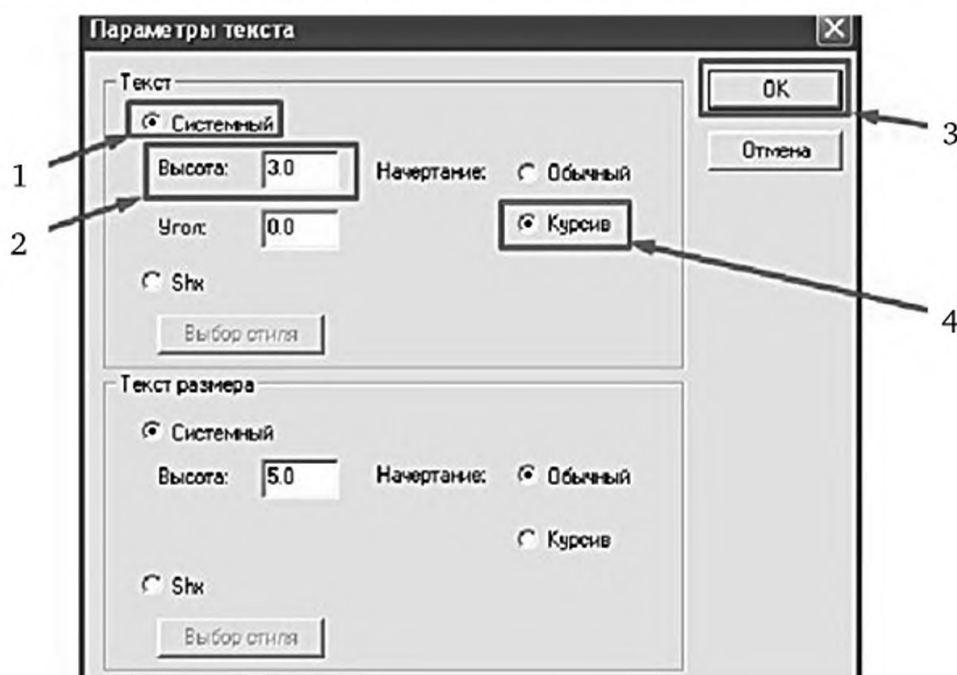 Параметры текста
Текст
Системный
OK
3
1
Высота: 3.0
Начертание: Обычный
Отмена
2
Угол: 0.0
Курсив
Shx
4
Выбор стиля
Текст размера
Системный
Высота: 5.0
Начертание: Обычный
Курсив
Shx
Выбор стиля